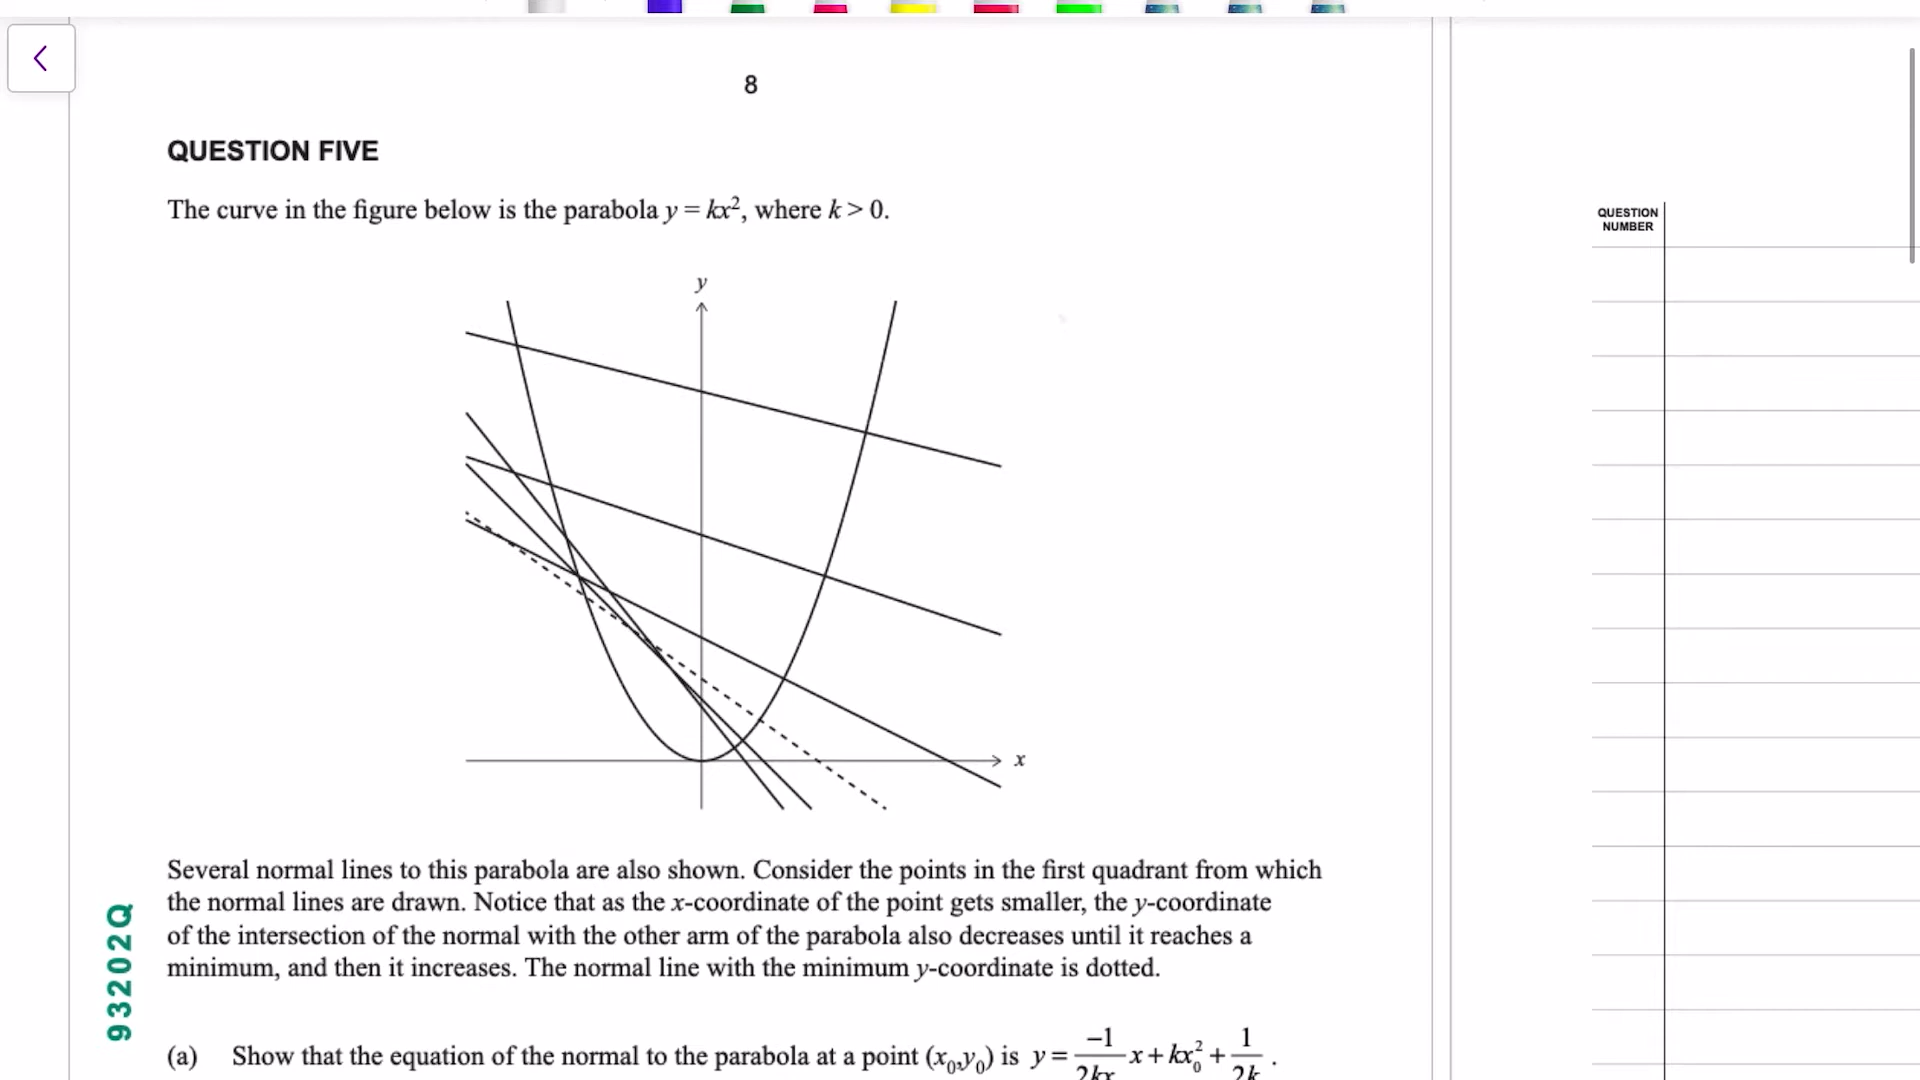 8
QUESTION FIVE
The curve in the figure below is the parabola y = kx², where k > 0.
QUESTION
NUMBER
y
x
Several normal lines to this parabola are also shown. Consider the points in the first quadrant from which
the normal lines are drawn. Notice that as the x-coordinate of the point gets smaller, the y-coordinate
of the intersection of the normal with the other arm of the parabola also decreases until it reaches a
minimum, and then it increases. The normal line with the minimum y-coordinate is dotted.
93202Q
(a) Show that the equation of the normal to the parabola at a point (x₀,y₀) is y = -1/2kx x + kx₀² + 1/2k .